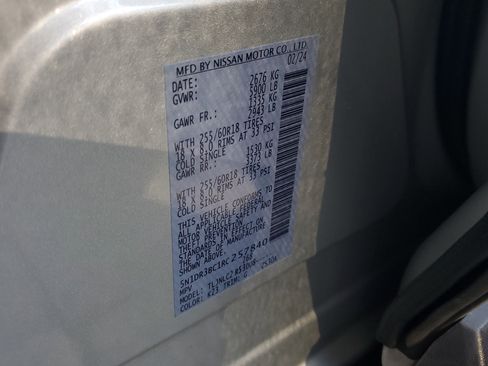 MFD BY NISSAN MOTOR CO., LTD.
DATE: 02/24
GVWR: 2676 KG
5900 LB
GAWR FR.: 1335 KG
2943 LB
WITH 255/60R18 TIRES
18 X 8.0 RIMS AT 33 PSI
COLD SINGLE
GAWR RR.: 1530 KG
3373 LB
WITH 255/60R18 TIRES
18 X 8.0 RIMS AT 33 PSI
COLD SINGLE
THIS VEHICLE CONFORMS TO
ALL APPLICABLE FEDERAL
MOTOR VEHICLE SAFETY AND
THEFT PREVENTION
STANDARDS IN EFFECT ON
THE DATE OF MANUFACTURE
SHOWN ABOVE.
5N1DR3BC1RC257840
MPV
COLOR: K23 TRIM: G